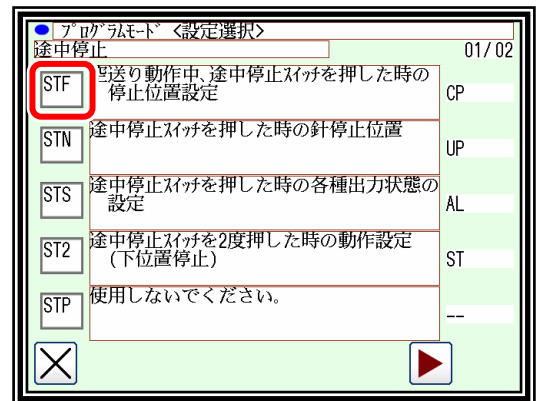 ﾌﾟﾛｸﾞﾗﾑﾓｰﾄﾞ <設定選択>
途中停止 01/02
STF 空送り動作中、途中停止ｽｲｯﾁを押した時の
停止位置設定 CP
STN 途中停止ｽｲｯﾁを押した時の針停止位置
UP
STS 途中停止ｽｲｯﾁを押した時の各種出力状態の
設定 AL
ST2 途中停止ｽｲｯﾁを2度押した時の動作設定
(下位置停止) ST
STP 使用しないでください。
--